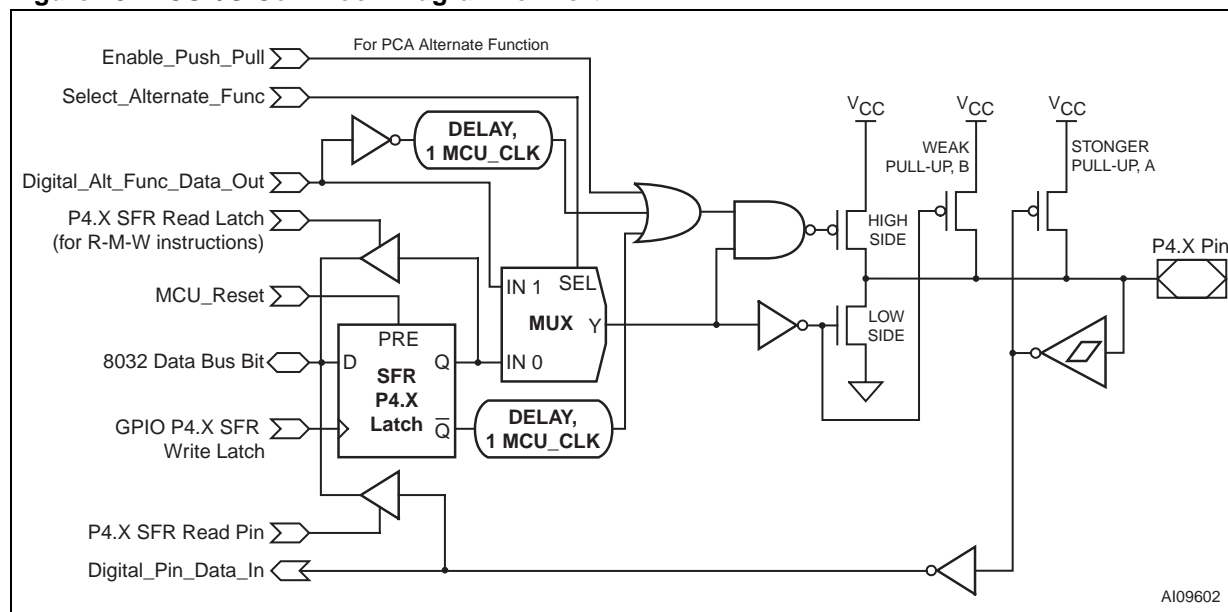 For PCA Alternate Function
Enable_Push_Pull
Select_Alternate_Func
DELAY,
1 MCU_CLK
Digital_Alt_Func_Data_Out
P4.X SFR Read Latch
(for R-M-W instructions)
MCU_Reset
8032 Data Bus Bit
GPIO P4.X SFR
Write Latch
P4.X SFR Read Pin
Digital_Pin_Data_In
PRE
D
Q
SFR
P4.X
Latch
Q
DELAY,
1 MCU_CLK
IN 1
SEL
MUX
Y
IN 0
VCC
HIGH
SIDE
LOW
SIDE
VCC
WEAK
PULL-UP, B
VCC
STONGER
PULL-UP, A
P4.X Pin
AI09602